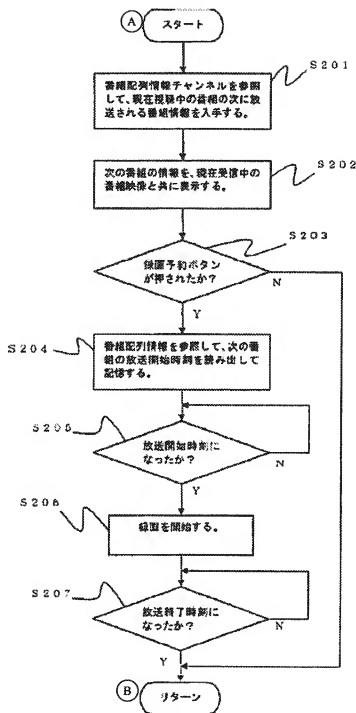 A スタート
S201
番組配列情報チャンネルを参照
して、現在視聴中の番組の次に放
送される番組情報を入手する。
S202
次の番組の情報を、現在受信中の
番組映像と共に表示する。
S203
録画予約ボタン
が押されたか?
N
Y
S204
番組配列情報を参照して、次の番
組の放送開始時刻を読み出して
記憶する。
S205
放送開始時刻に
なったか?
N
Y
S206
録画を開始する。
S207
放送終了時刻に
なったか?
N
Y
B リターン